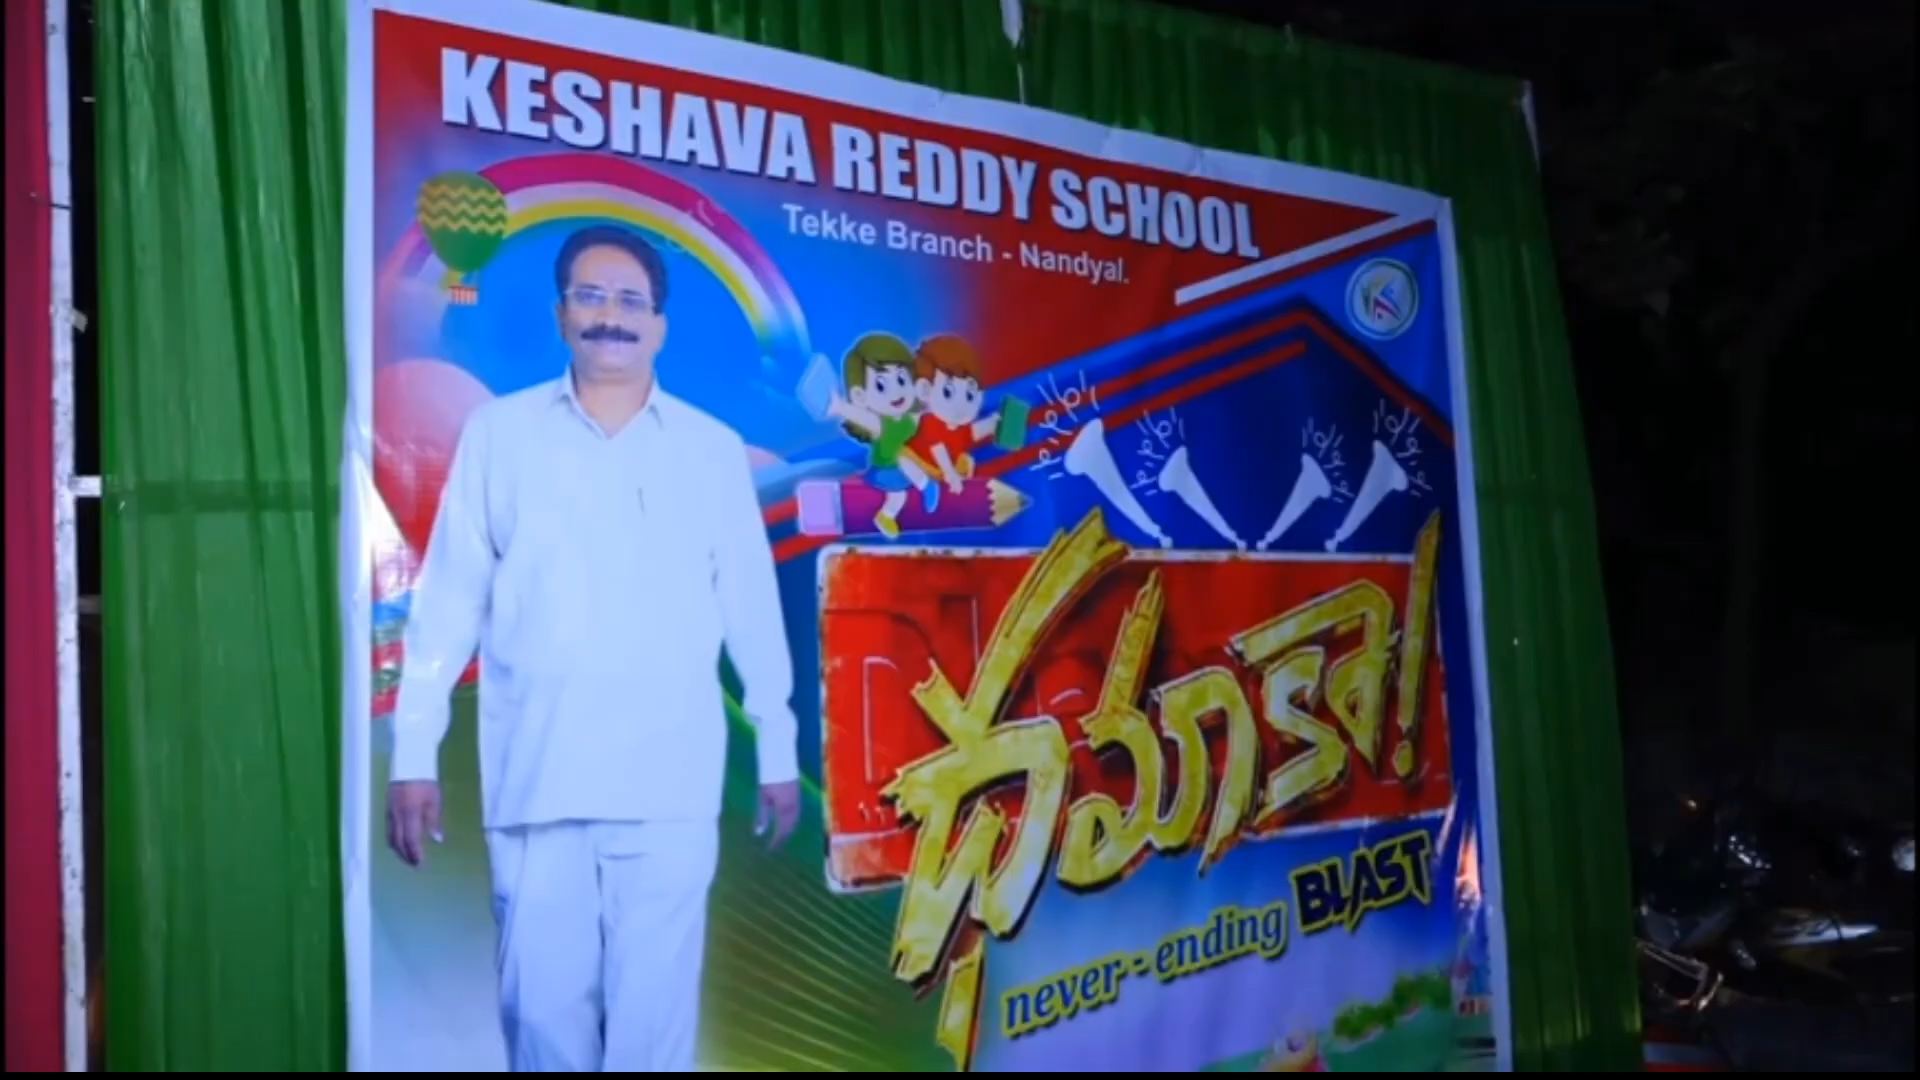 KESHAVA REDDY SCHOOL
Tekke Branch - Nandyal.
ధమాకా!
never - ending BLAST